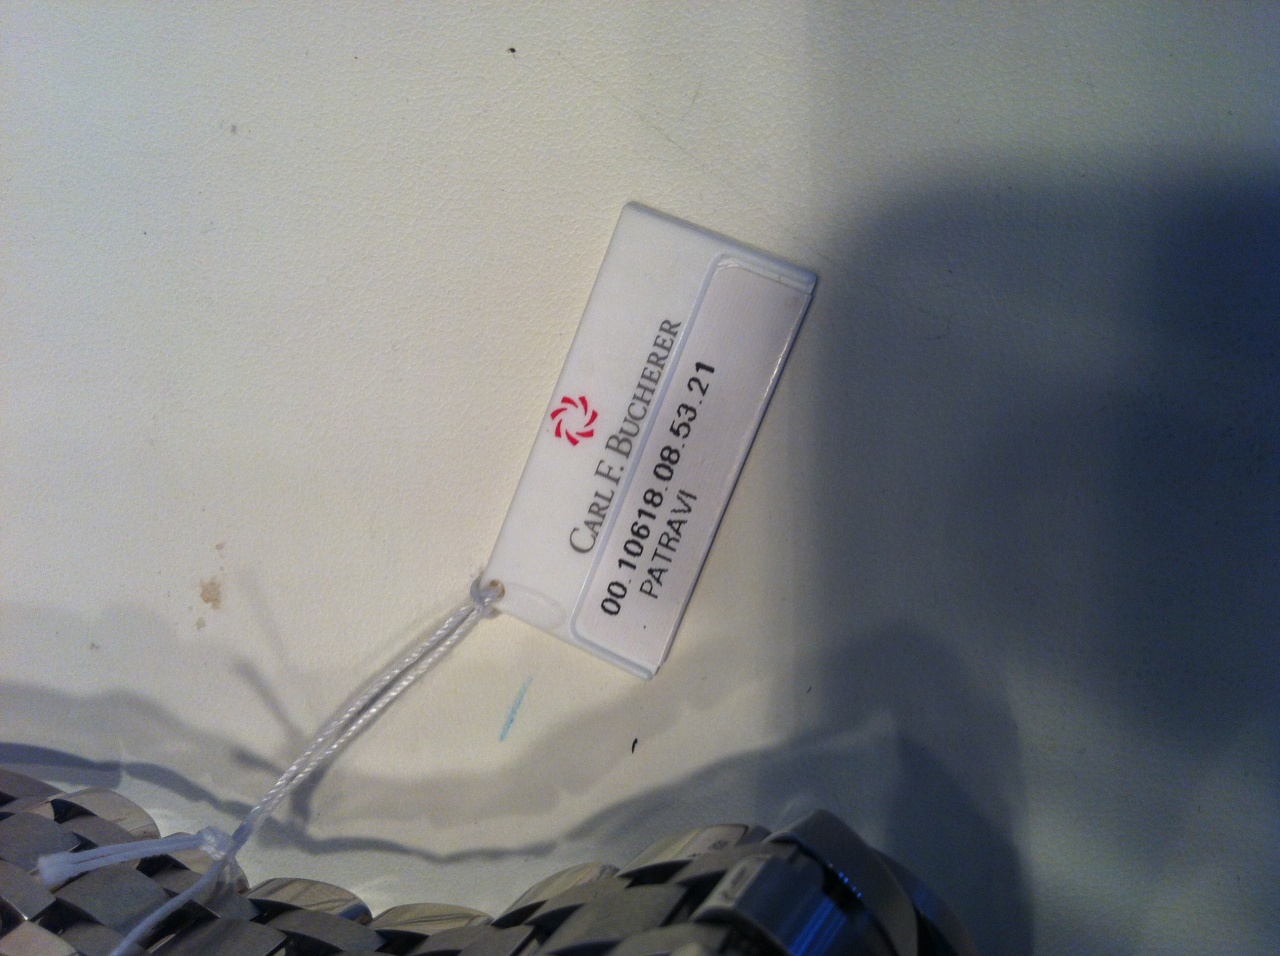 CARL F. BUCHERER
00.10618.08.53.21
PATRAVI